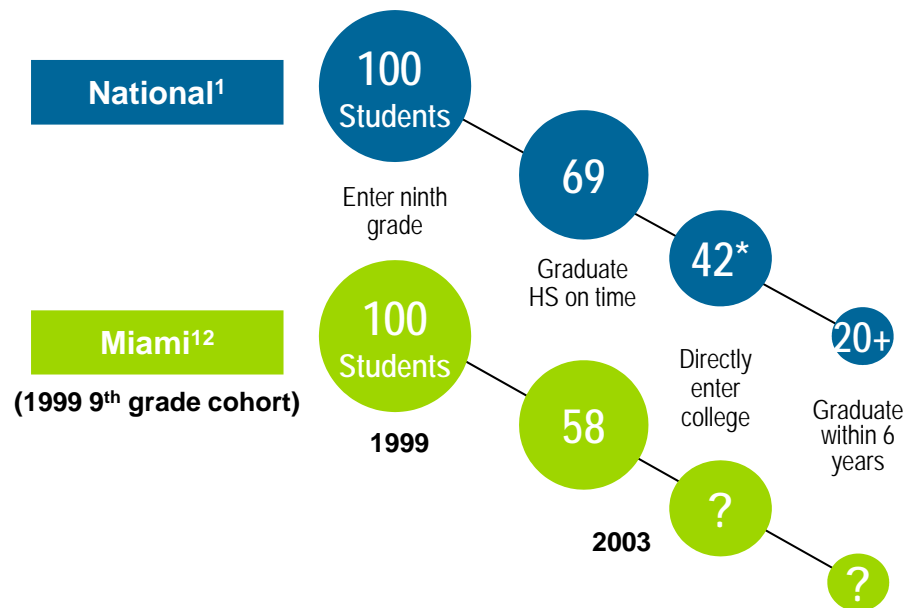 National¹
100
Students
Enter ninth
grade
69
Graduate
HS on time
42*
Directly
enter
college
20+
Graduate
within 6
years
Miami¹²
(1999 9ᵗʰ grade cohort)
100
Students
1999
58
2003
?
?